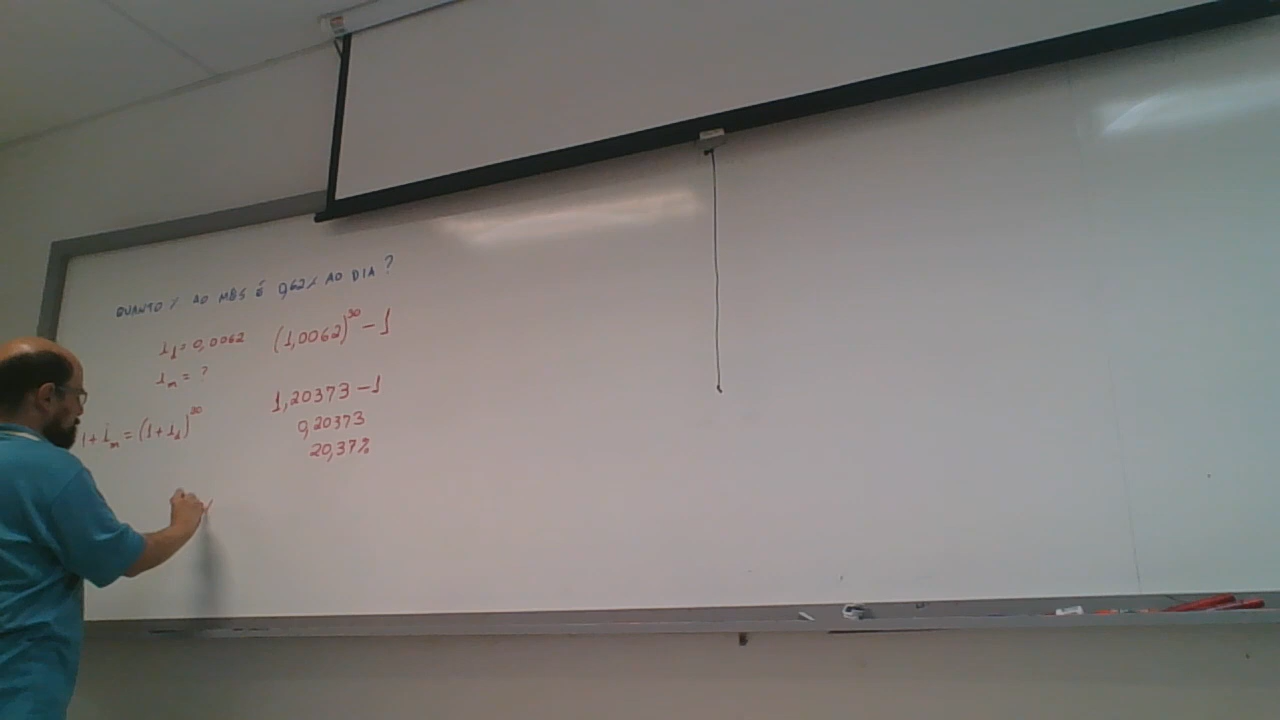 QUANTO % AO MÊS É 0,62% AO DIA?
i_d = 0,0062
i_m = ?
1 + i_m = (1 + i_d)^30
(1,0062)^30 - 1
1,20373 - 1
0,20373
20,37%